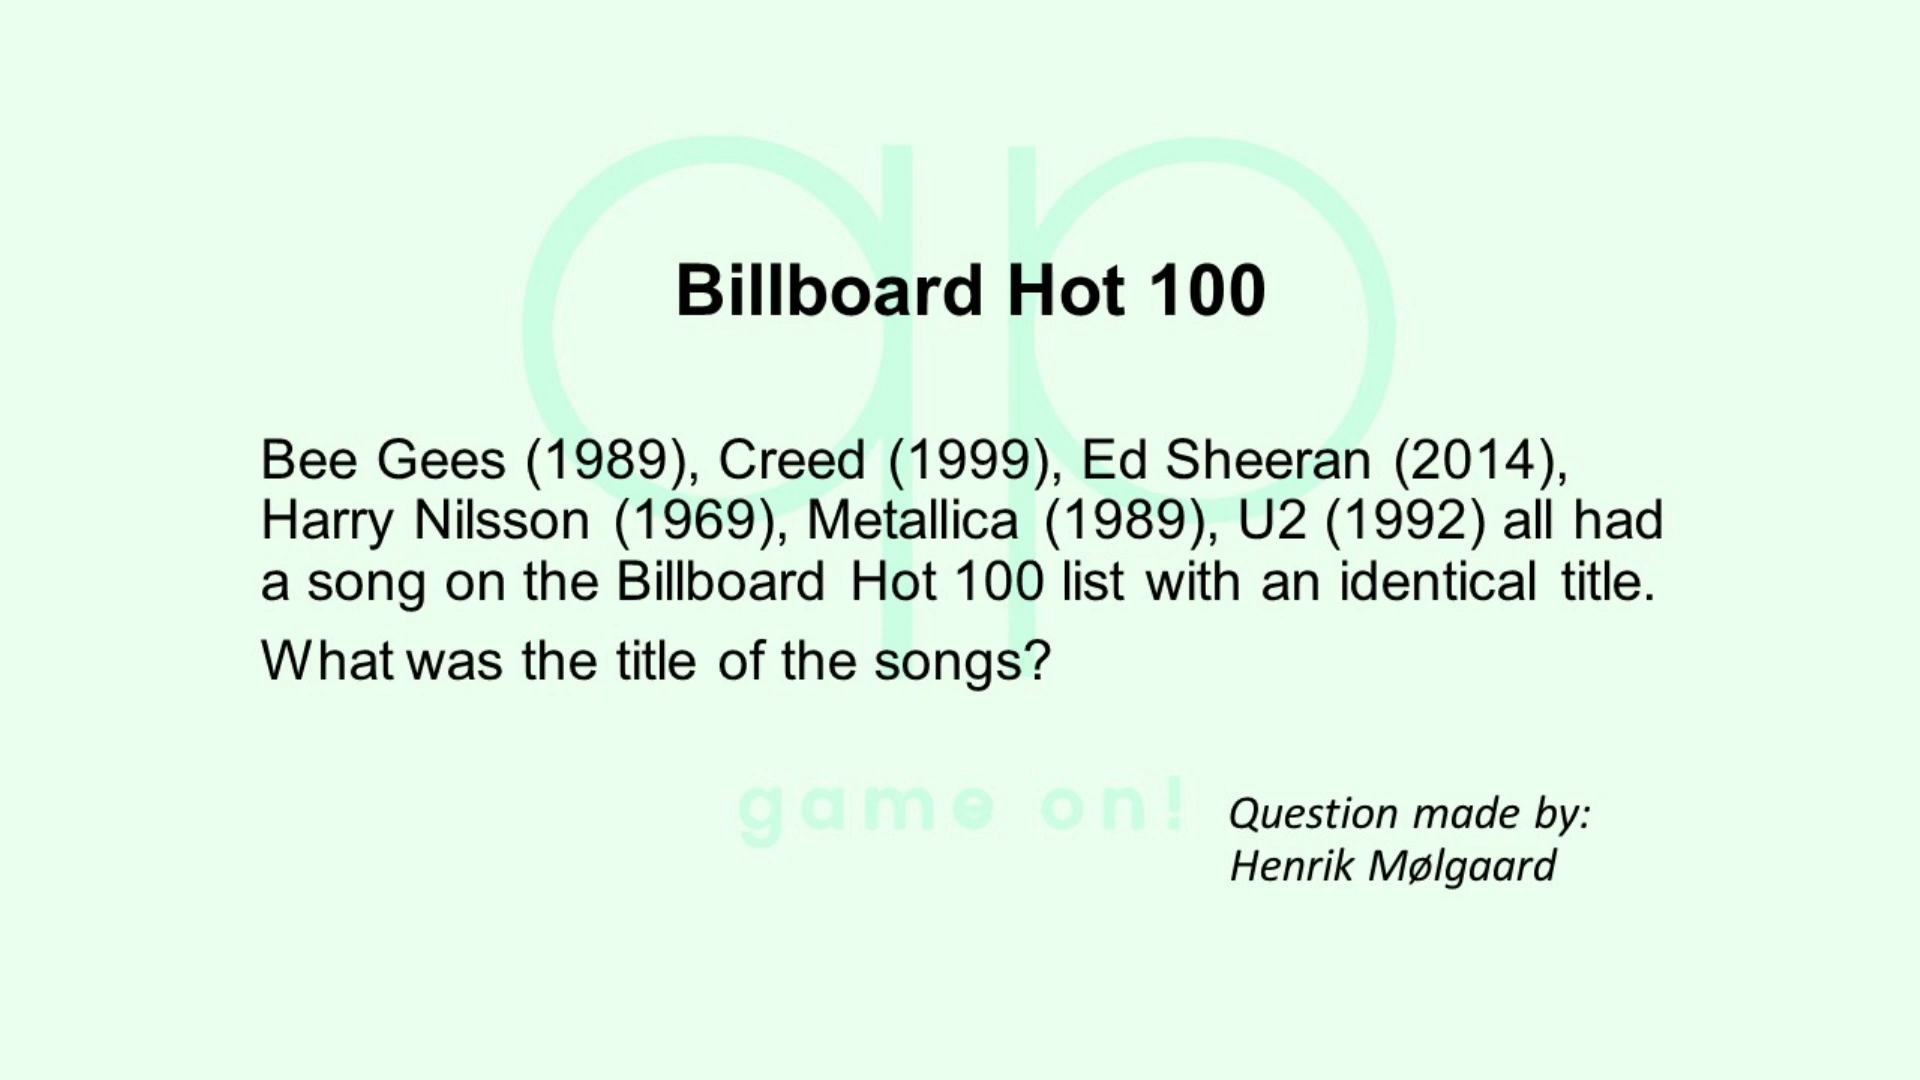 Billboard Hot 100
Bee Gees (1989), Creed (1999), Ed Sheeran (2014),
Harry Nilsson (1969), Metallica (1989), U2 (1992) all had
a song on the Billboard Hot 100 list with an identical title.
What was the title of the songs?
game on!
Question made by:
Henrik Mølgaard